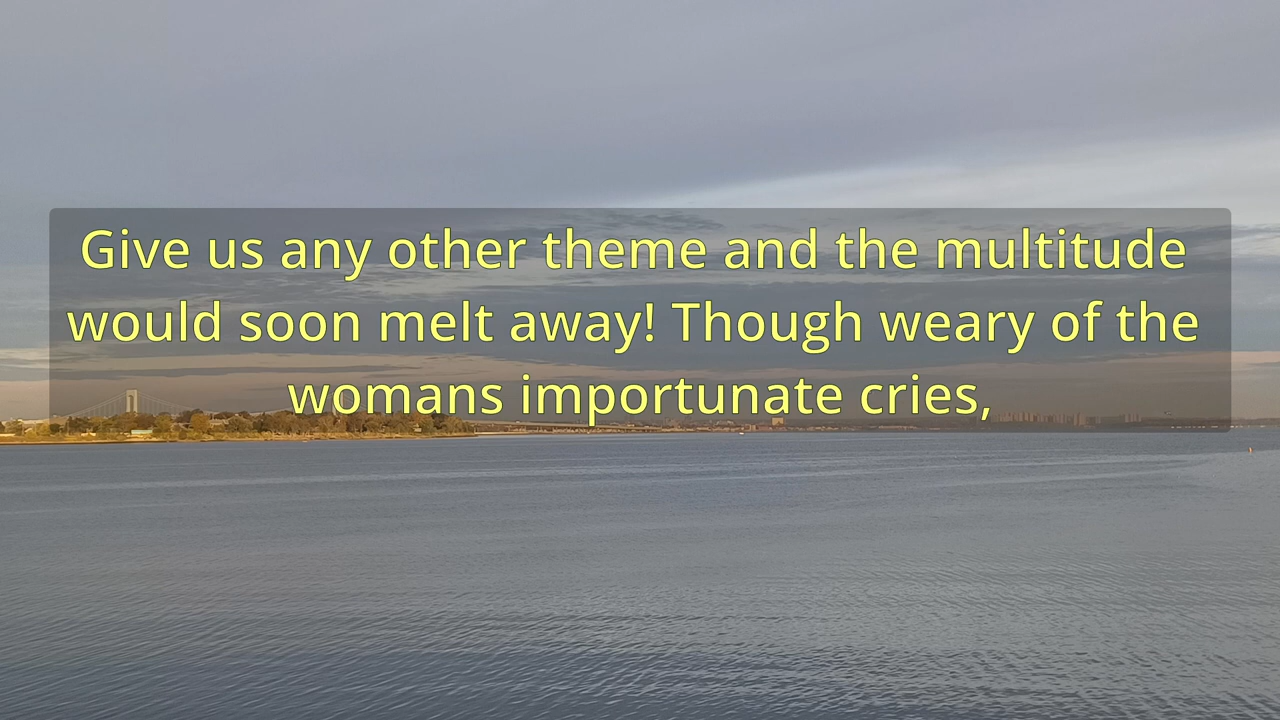 Give us any other theme and the multitude
would soon melt away! Though weary of the
womans importunate cries,